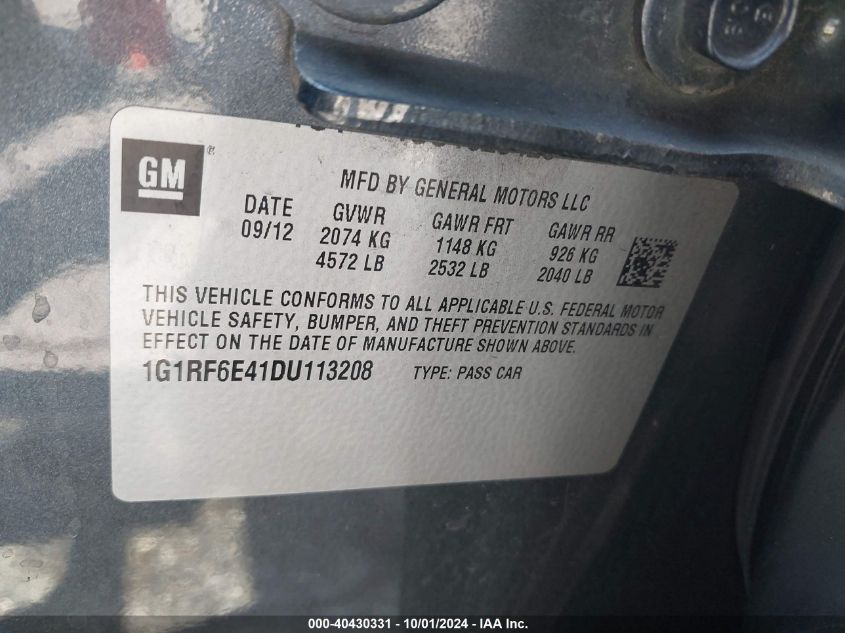 GM®
MFD BY GENERAL MOTORS LLC
DATE GVWR GAWR FRT GAWR RR
09/12 2074 KG 1148 KG 926 KG
4572 LB 2532 LB 2040 LB
THIS VEHICLE CONFORMS TO ALL APPLICABLE U.S. FEDERAL MOTOR
VEHICLE SAFETY, BUMPER, AND THEFT PREVENTION STANDARDS IN
EFFECT ON THE DATE OF MANUFACTURE SHOWN ABOVE.
1G1RF6E41DU113208 TYPE: PASS CAR
000-40430331 - 10/01/2024 - IAA Inc.